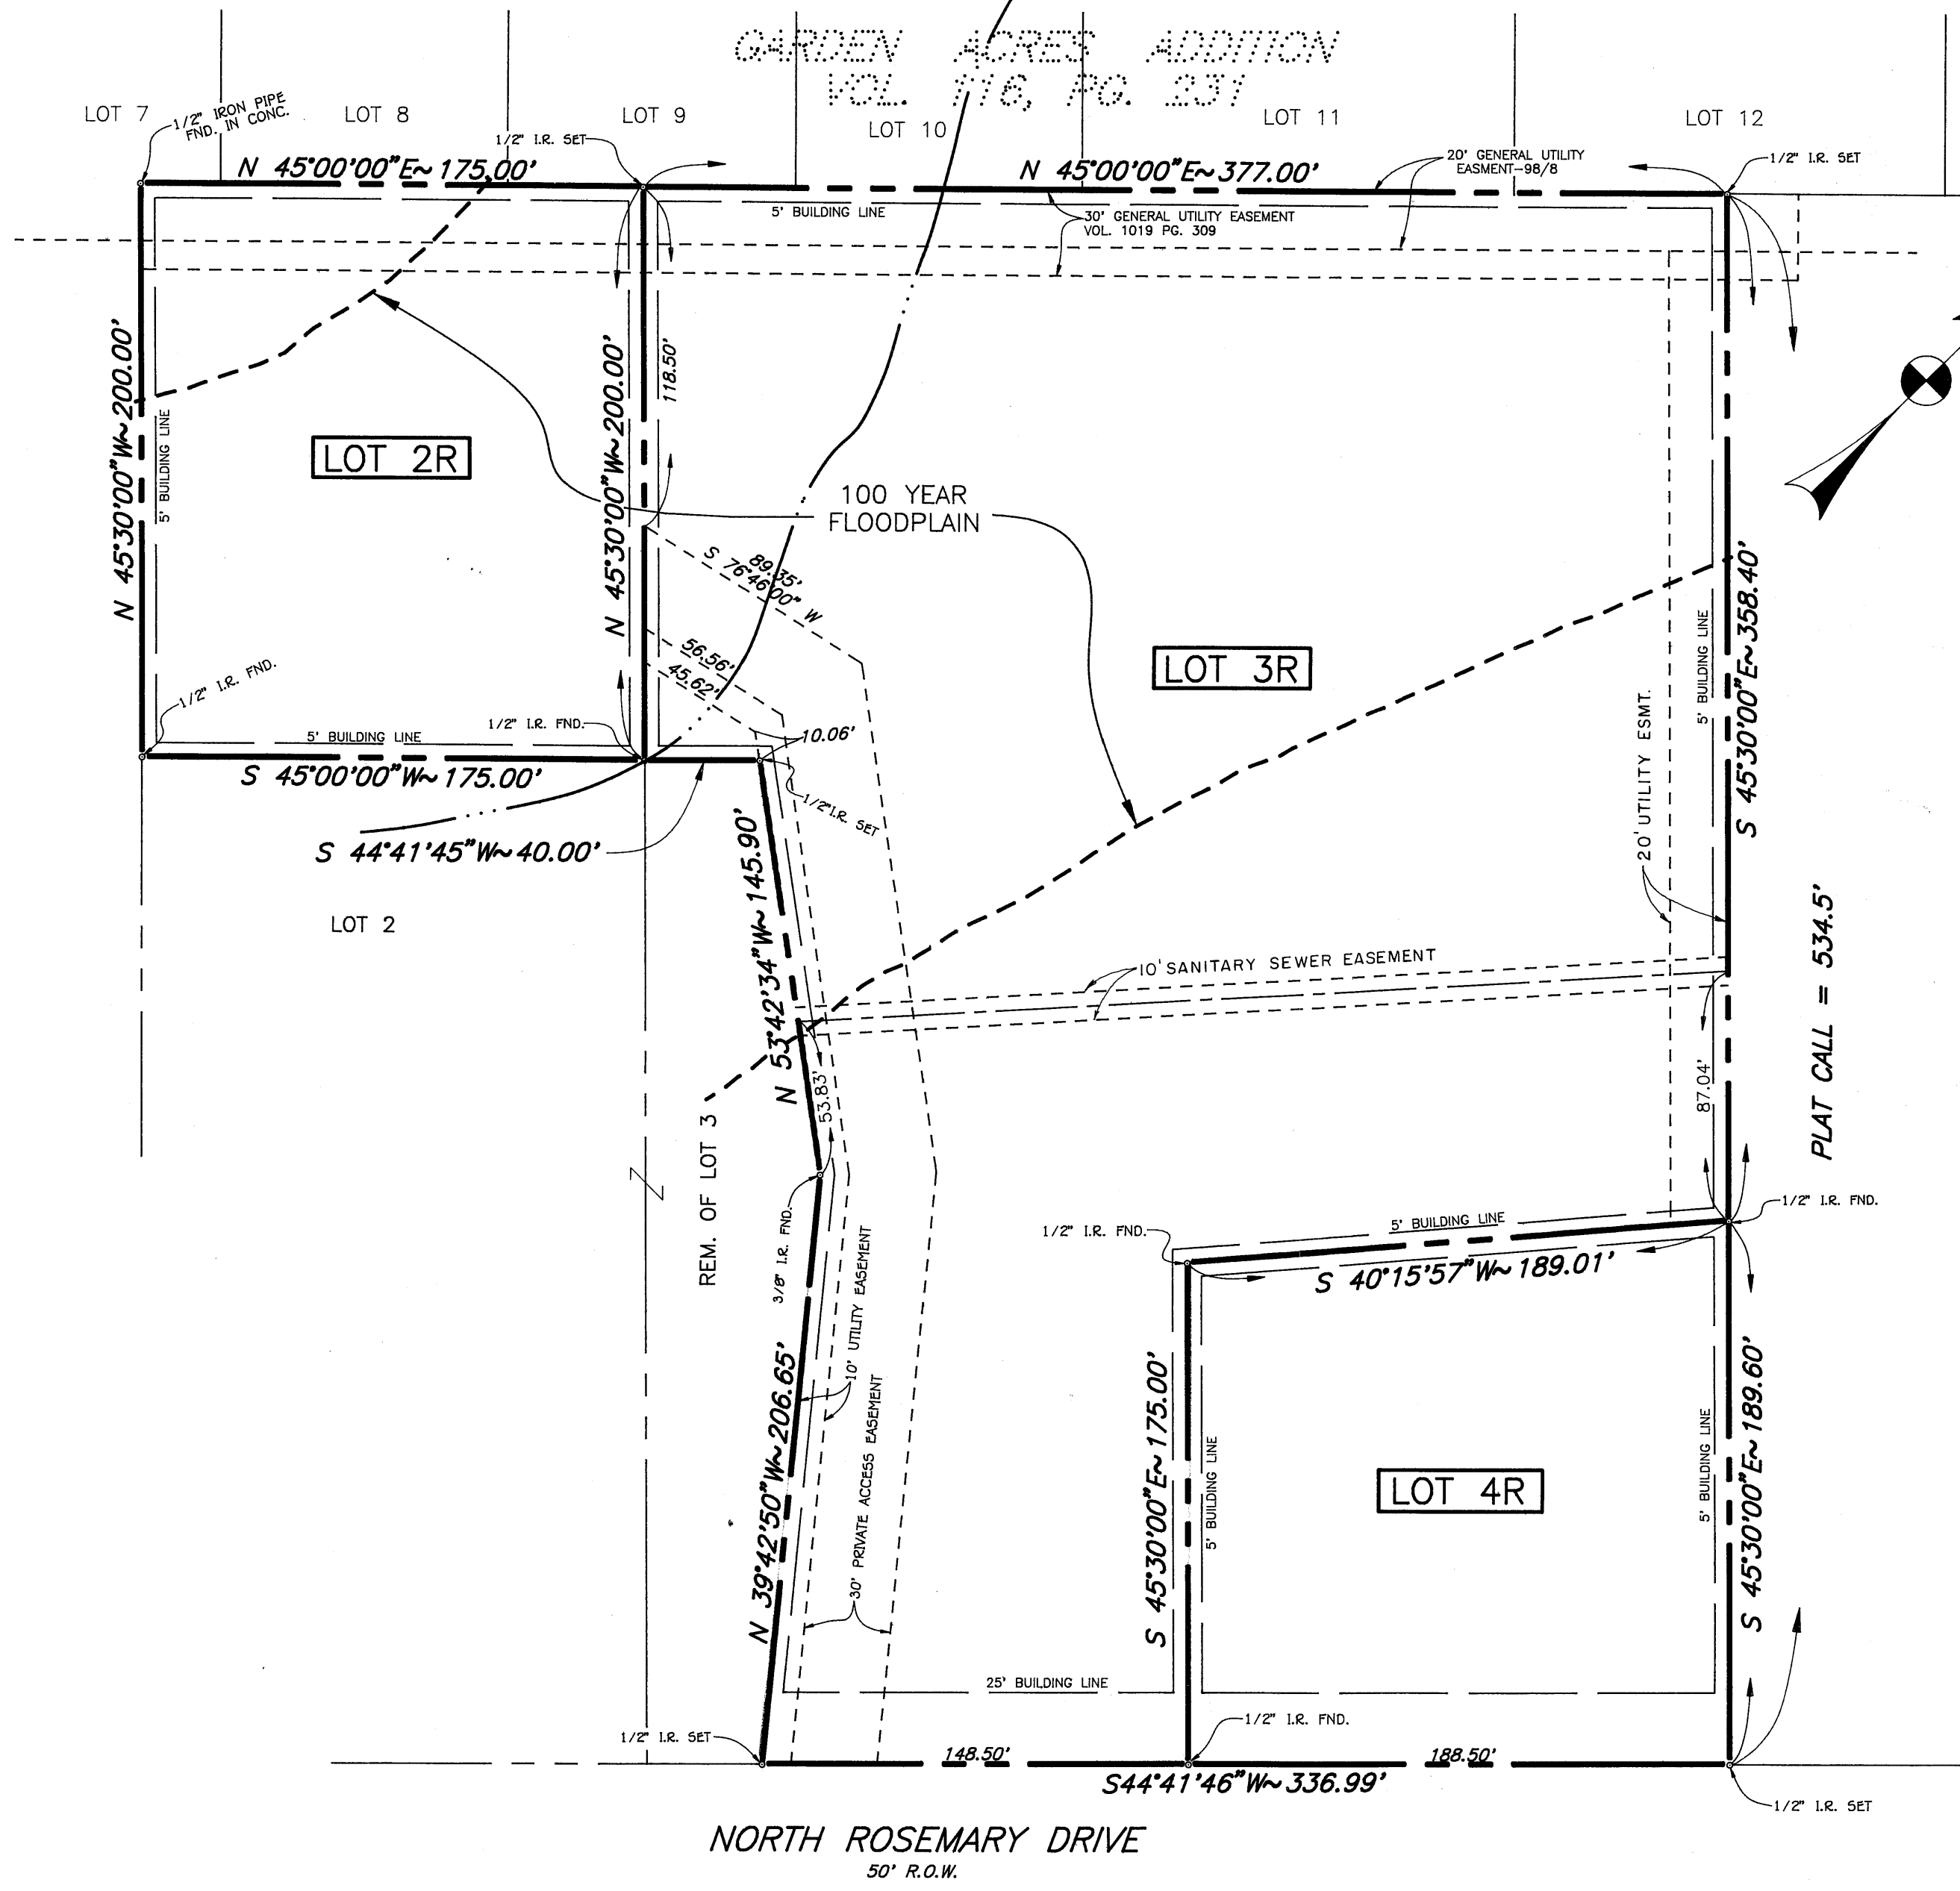 GARDEN ACRES ADDITION
VOL. 116, PG. 231
LOT 7
1/2" IRON PIPE
FND. IN CONC.
LOT 8
LOT 9
LOT 10
LOT 11
LOT 12
1/2" I.R. SET
N 45°00'00"E~175.00'
N 45°00'00"E~377.00'
20' GENERAL UTILITY
EASMENT-98/8
1/2" I.R. SET
5' BUILDING LINE
30' GENERAL UTILITY EASEMENT
VOL. 1019 PG. 309
N 45°30'00"W~200.00'
5' BUILDING LINE
LOT 2R
N 45°30'00"W~200.00'
118.50'
100 YEAR
FLOODPLAIN
89.35'
S 76°46'00" W
56.56'
45.62'
10.06'
LOT 3R
S 45°30'00"E~358.40'
5' BUILDING LINE
20' UTILITY ESMT.
1/2" I.R. FND.
1/2" I.R. FND.
5' BUILDING LINE
S 45°00'00"W~175.00'
1/2" I.R. SET
S 44°41'45"W~40.00'
N 53°42'34"W~145.90'
LOT 2
10' SANITARY SEWER EASEMENT
PLAT CALL = 534.5'
53.83'
87.04'
REM. OF LOT 3
3/8" I.R. FND.
1/2" I.R. FND.
1/2" I.R. FND.
5' BUILDING LINE
S 40°15'57"W~189.01'
10' UTILITY EASEMENT
30' PRIVATE ACCESS EASEMENT
N 39°42'50"W~206.65'
S 45°30'00"E~175.00'
5' BUILDING LINE
LOT 4R
5' BUILDING LINE
S 45°30'00"E~189.60'
25' BUILDING LINE
1/2" I.R. SET
1/2" I.R. FND.
148.50'
188.50'
S44°41'46"W~336.99'
1/2" I.R. SET
NORTH ROSEMARY DRIVE
50' R.O.W.